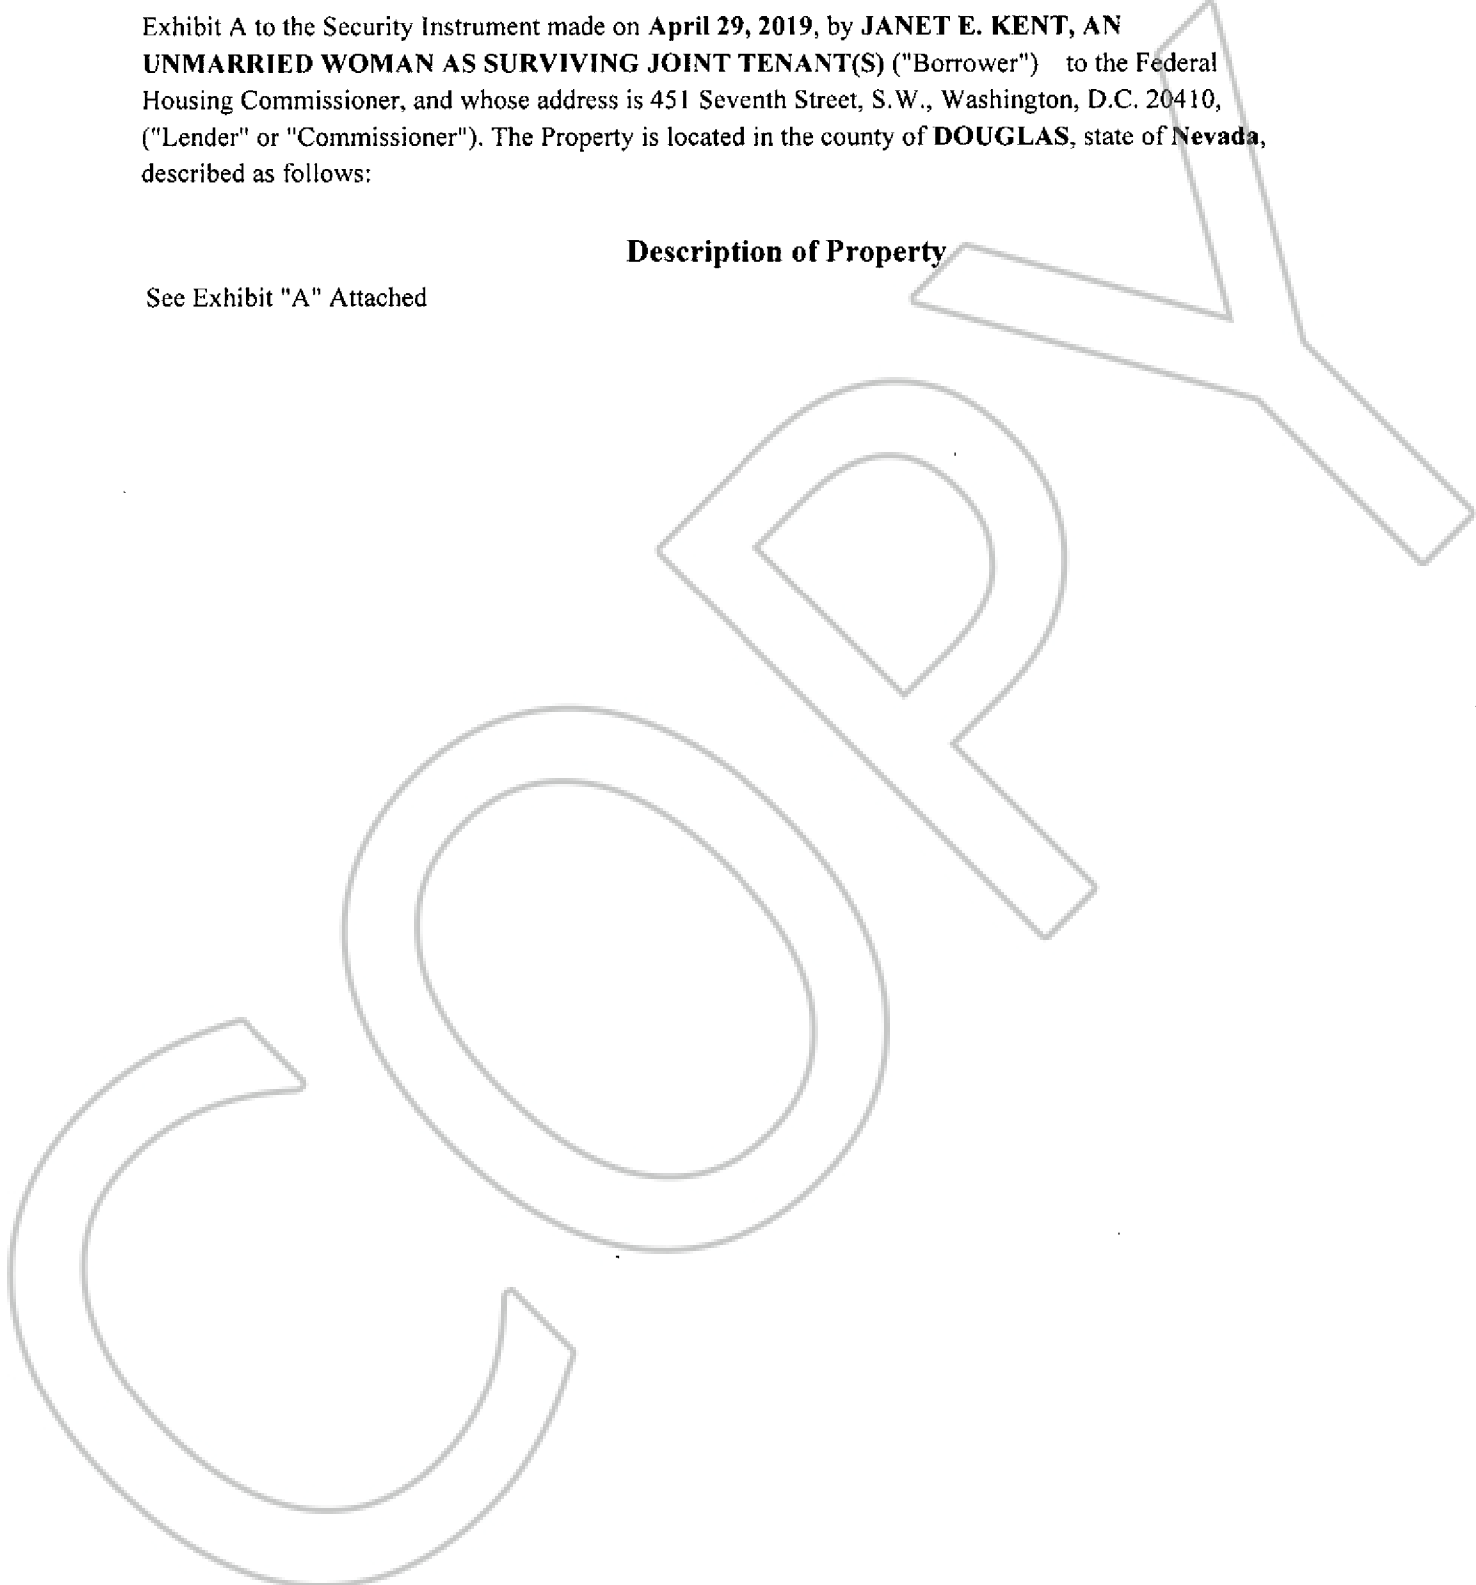 Exhibit A to the Security Instrument made on April 29, 2019, by JANET E. KENT, AN
UNMARRIED WOMAN AS SURVIVING JOINT TENANT(S) ("Borrower") to the Federal
Housing Commissioner, and whose address is 451 Seventh Street, S.W., Washington, D.C. 20410,
("Lender" or "Commissioner"). The Property is located in the county of DOUGLAS, state of Nevada,
described as follows:
Description of Property
See Exhibit "A" Attached
COPY